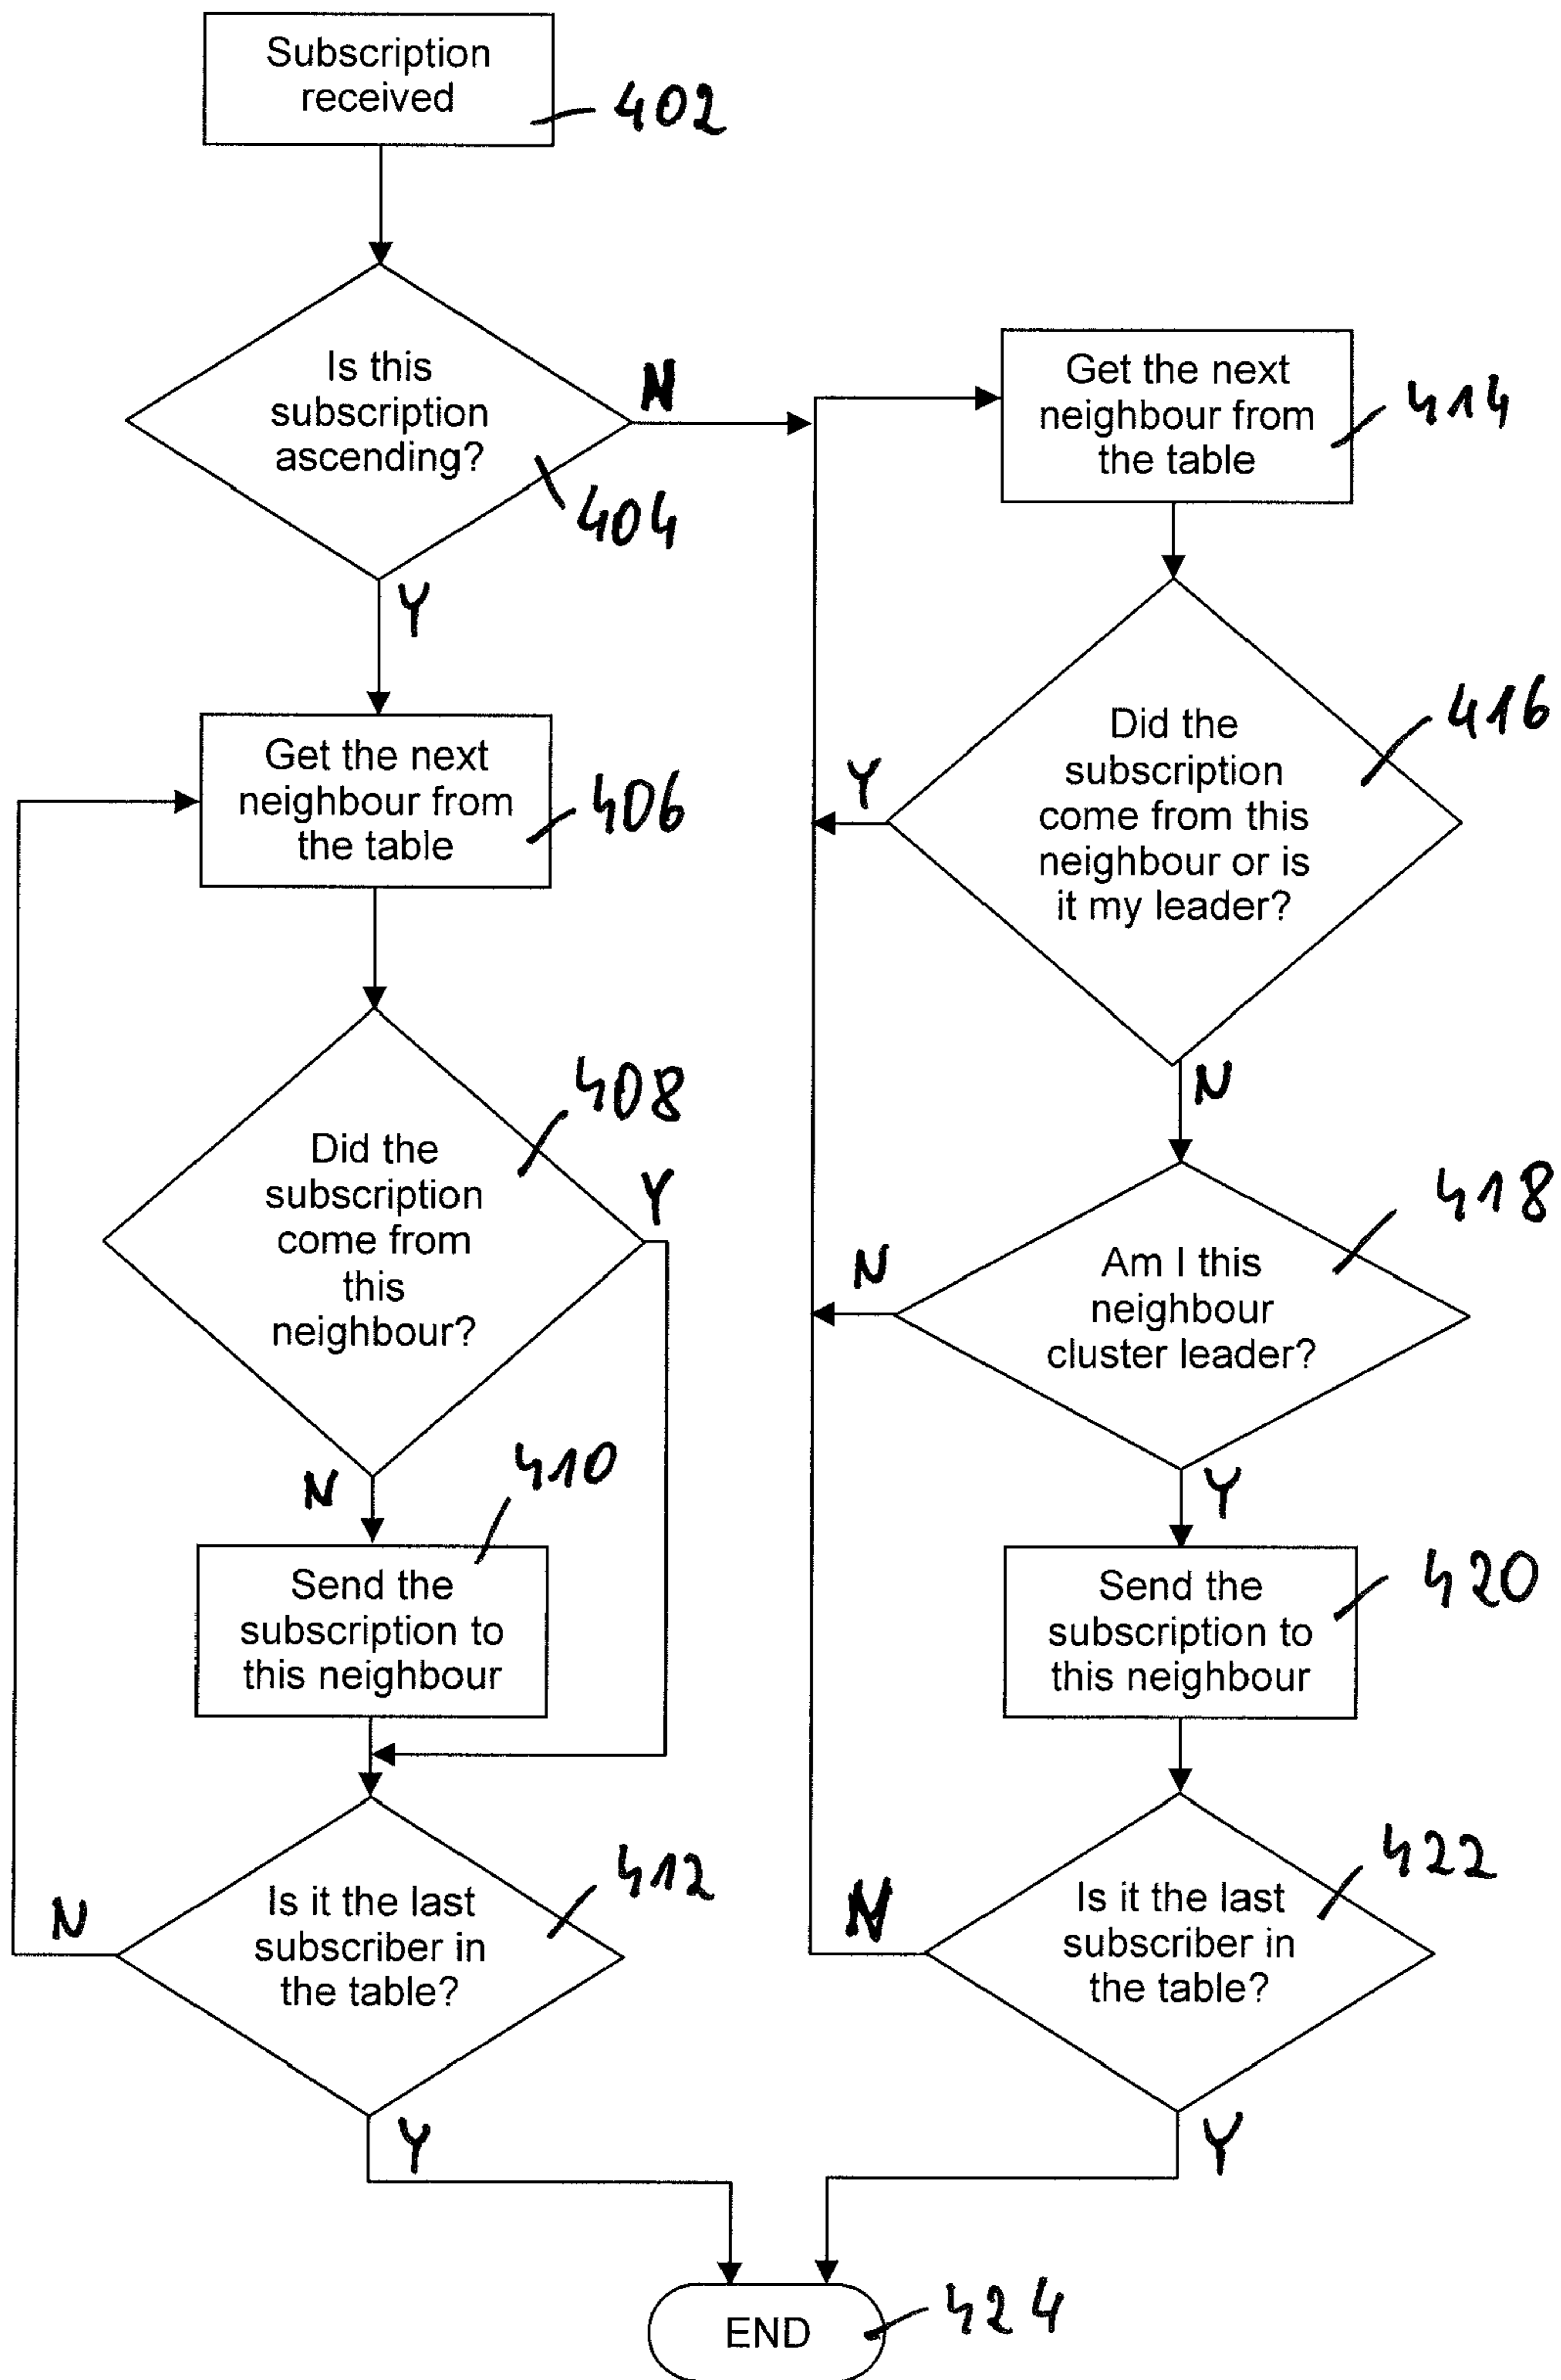 Subscription
received
402
Is this
subscription
ascending?
N
404
Y
Get the next
neighbour from
the table
406
408
Did the
subscription
come from
this
neighbour?
Y
N
410
Send the
subscription to
this neighbour
412
Is it the last
subscriber in
the table?
N
Y
Get the next
neighbour from
the table
414
416
Did the
subscription
come from this
neighbour or is
it my leader?
Y
N
418
Am I this
neighbour
cluster leader?
N
Y
Send the
subscription to
this neighbour
420
422
Is it the last
subscriber in
the table?
N
Y
END
424